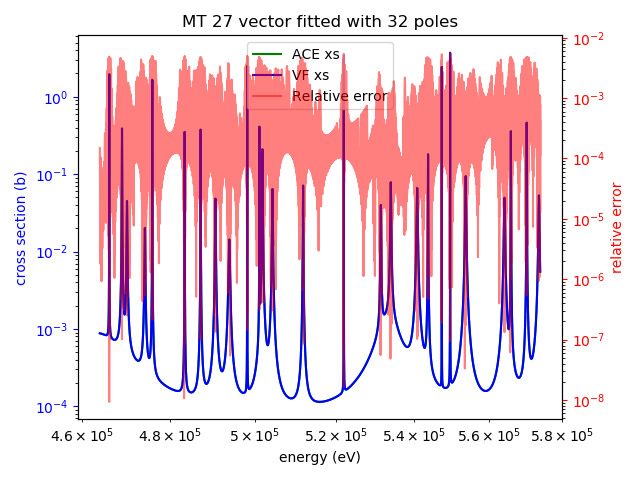 MT 27 vector fitted with 32 poles
ACE xs
VF xs
Relative error
cross section (b)
10⁰
10⁻¹
10⁻²
10⁻³
10⁻⁴
relative error
10⁻²
10⁻³
10⁻⁴
10⁻⁵
10⁻⁶
10⁻⁷
10⁻⁸
4.6 × 10⁵ 4.8 × 10⁵ 5 × 10⁵ 5.2 × 10⁵ 5.4 × 10⁵ 5.6 × 10⁵ 5.8 × 10⁵
energy (eV)